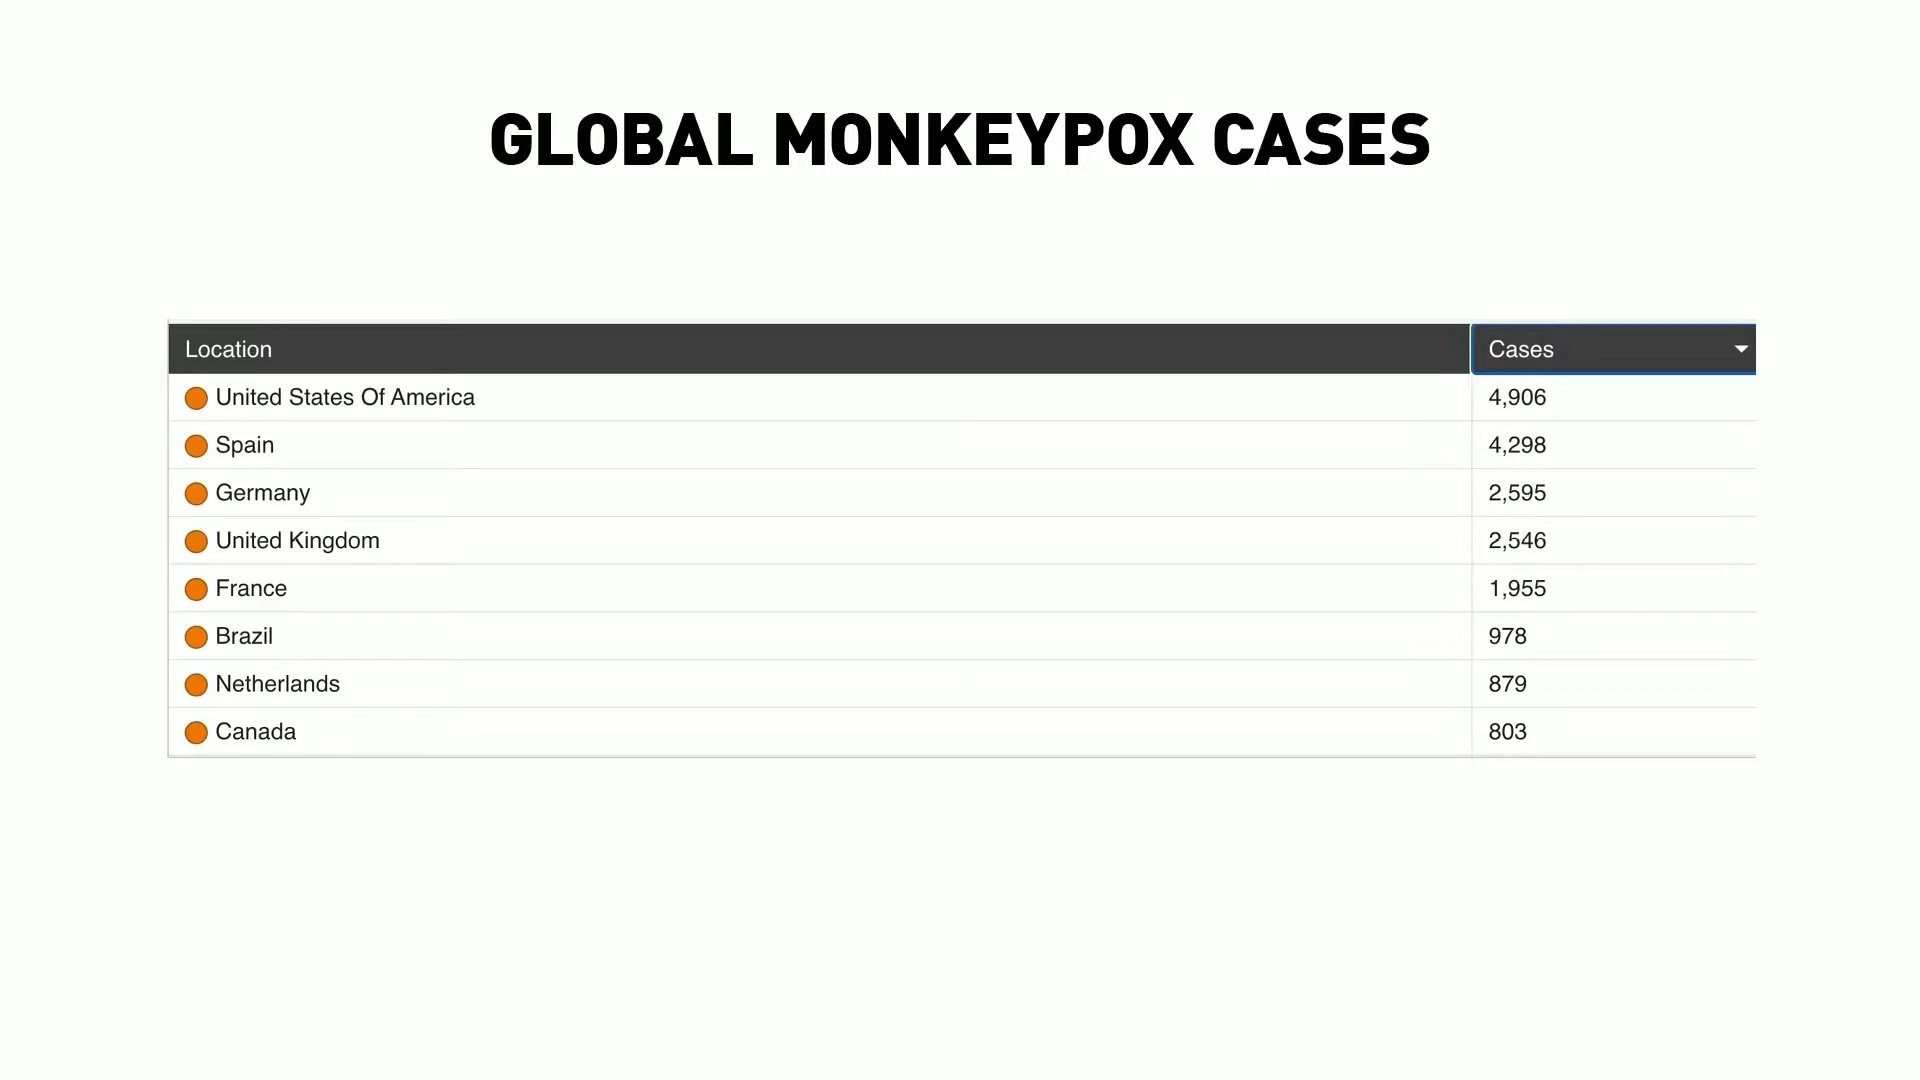 GLOBAL MONKEYPOX CASES
Location Cases
United States Of America 4,906
Spain 4,298
Germany 2,595
United Kingdom 2,546
France 1,955
Brazil 978
Netherlands 879
Canada 803